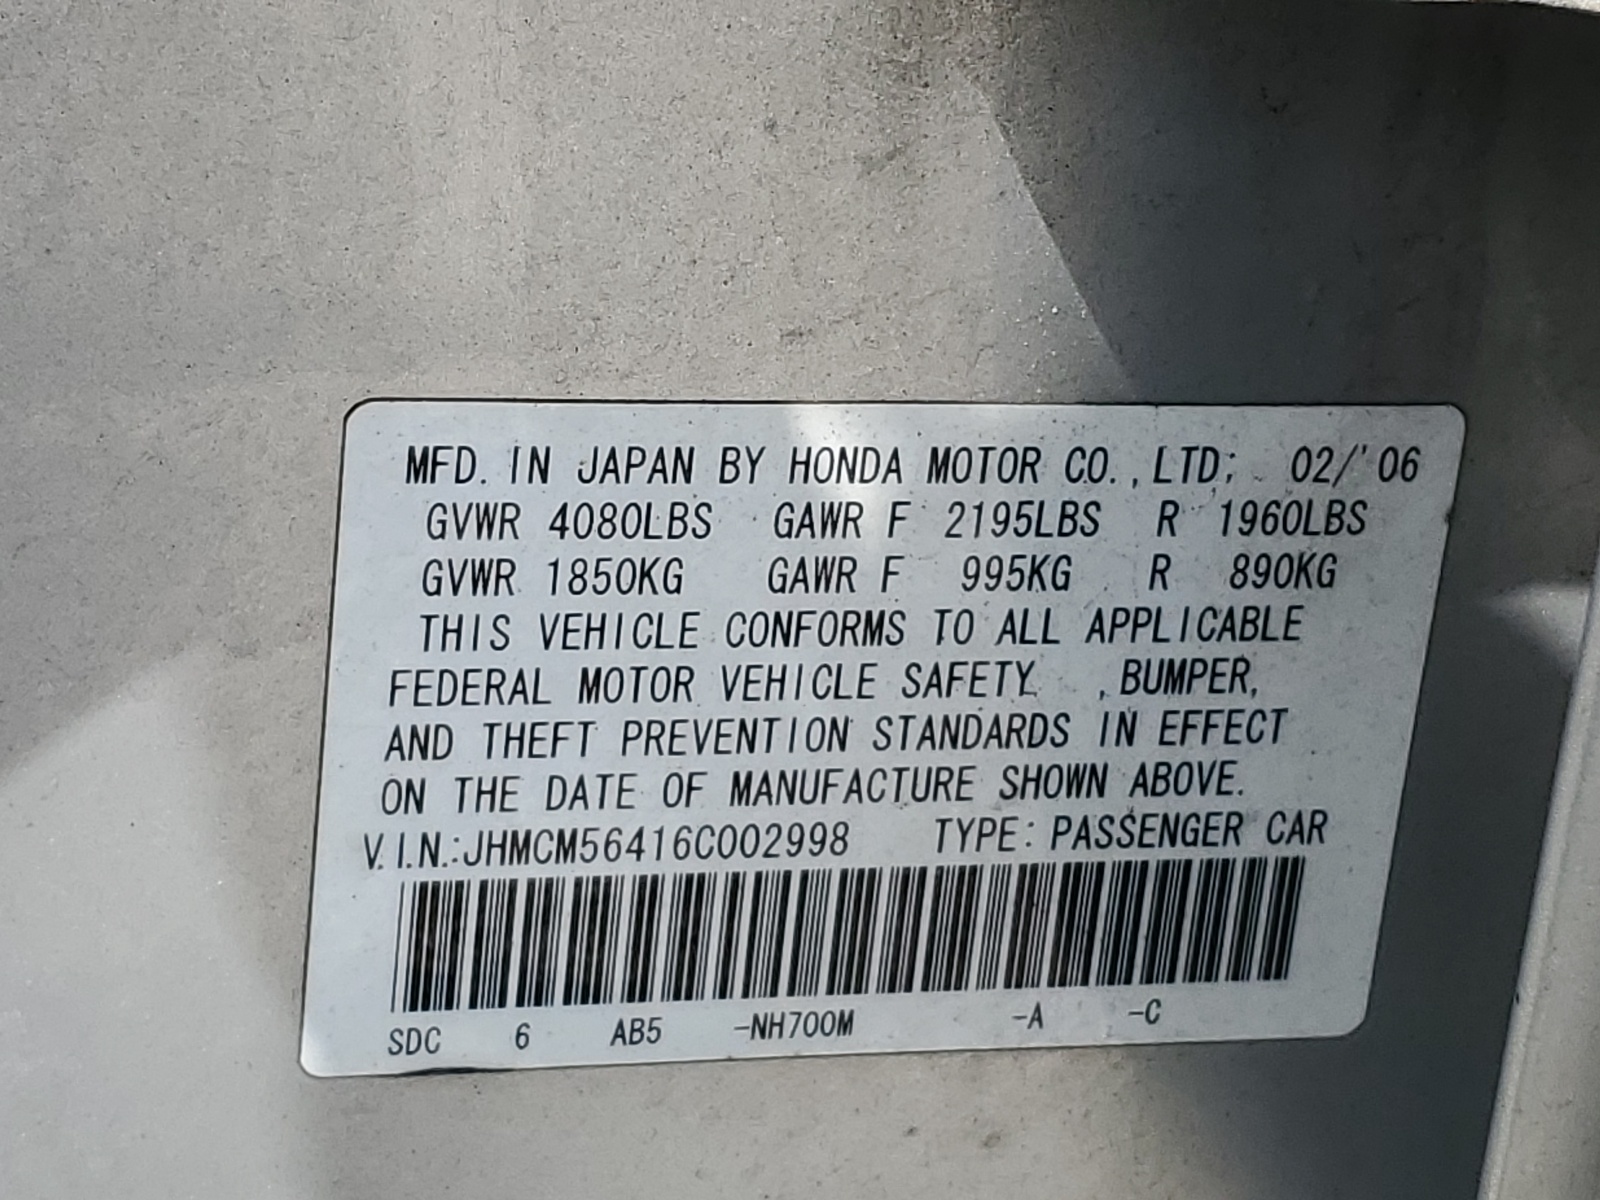 MFD. IN JAPAN BY HONDA MOTOR CO., LTD; 02/'06
GVWR 4080LBS GAWR F 2195LBS R 1960LBS
GVWR 1850KG GAWR F 995KG R 890KG
THIS VEHICLE CONFORMS TO ALL APPLICABLE
FEDERAL MOTOR VEHICLE SAFETY , BUMPER,
AND THEFT PREVENTION STANDARDS IN EFFECT
ON THE DATE OF MANUFACTURE SHOWN ABOVE.
V.I.N.:JHMCM56416C002998 TYPE: PASSENGER CAR
SDC 6 AB5 -NH700M -A -C